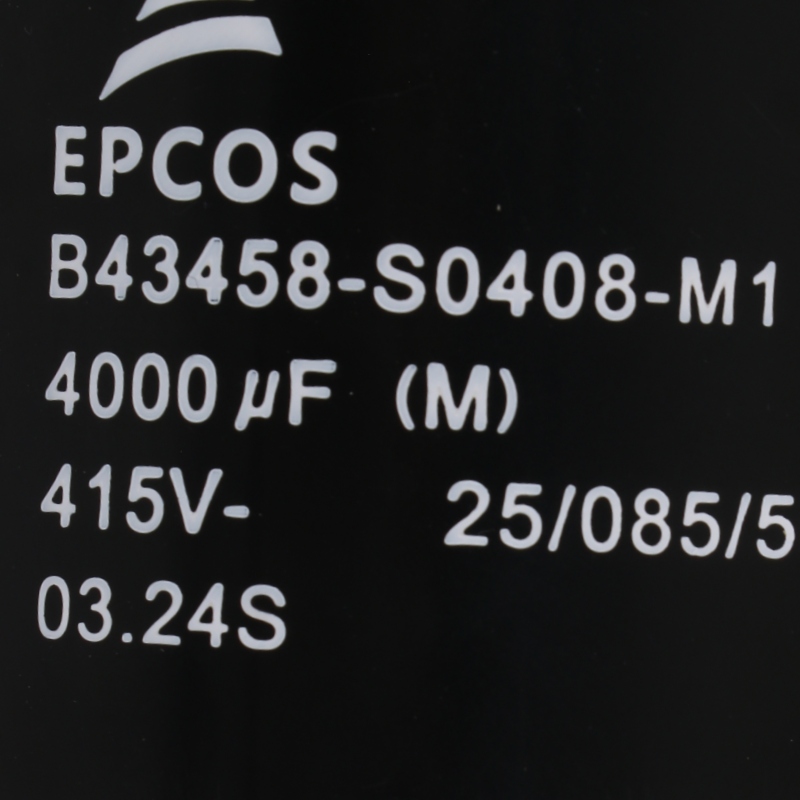 EPCOS
B43458-S0408-M1
4000 µF (M)
415V- 25/085/5
03.24S